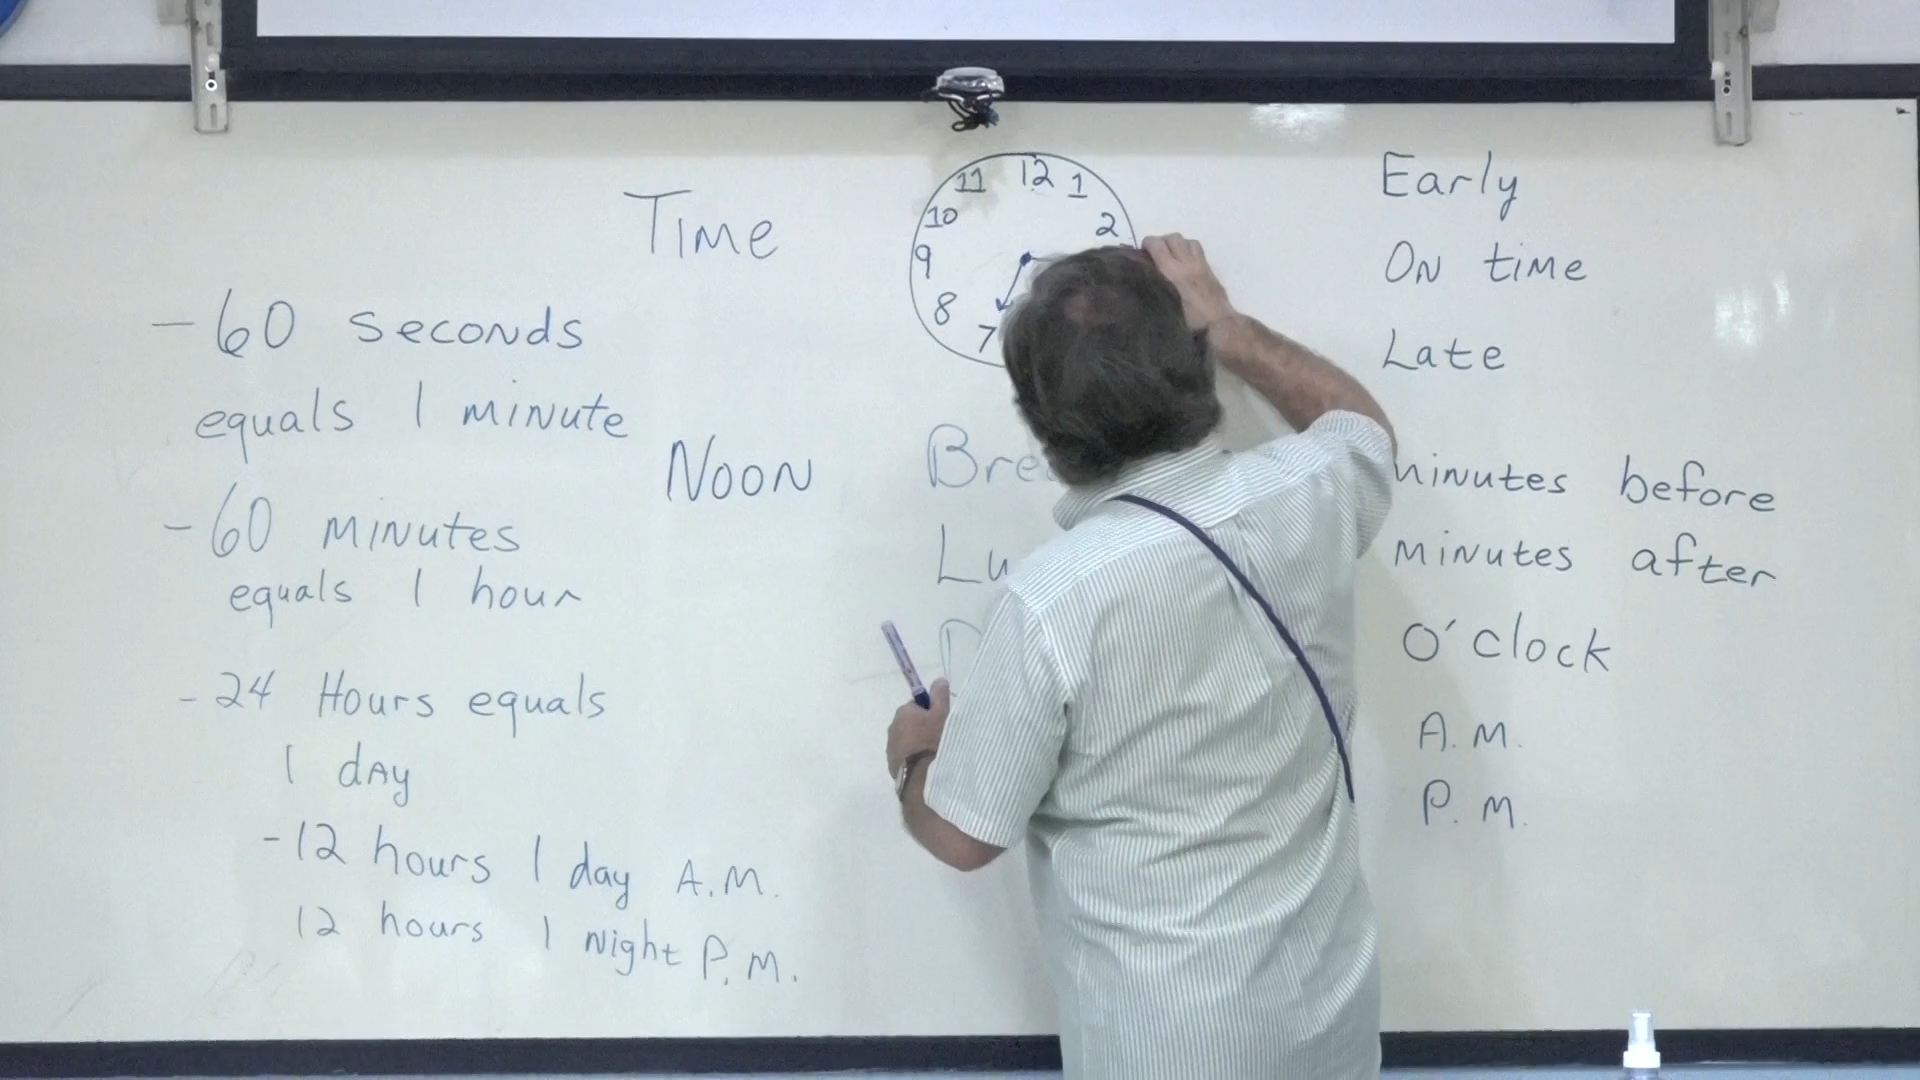 Time
- 60 seconds
equals 1 minute
- 60 minutes
equals 1 hour
- 24 Hours equals
1 day
- 12 hours 1 day A.M.
12 hours 1 night P.M.
Noon
11 12 1
10 2
9
8
7
Early
On time
Late
minutes before
minutes after
O'clock
A.M.
P.M.